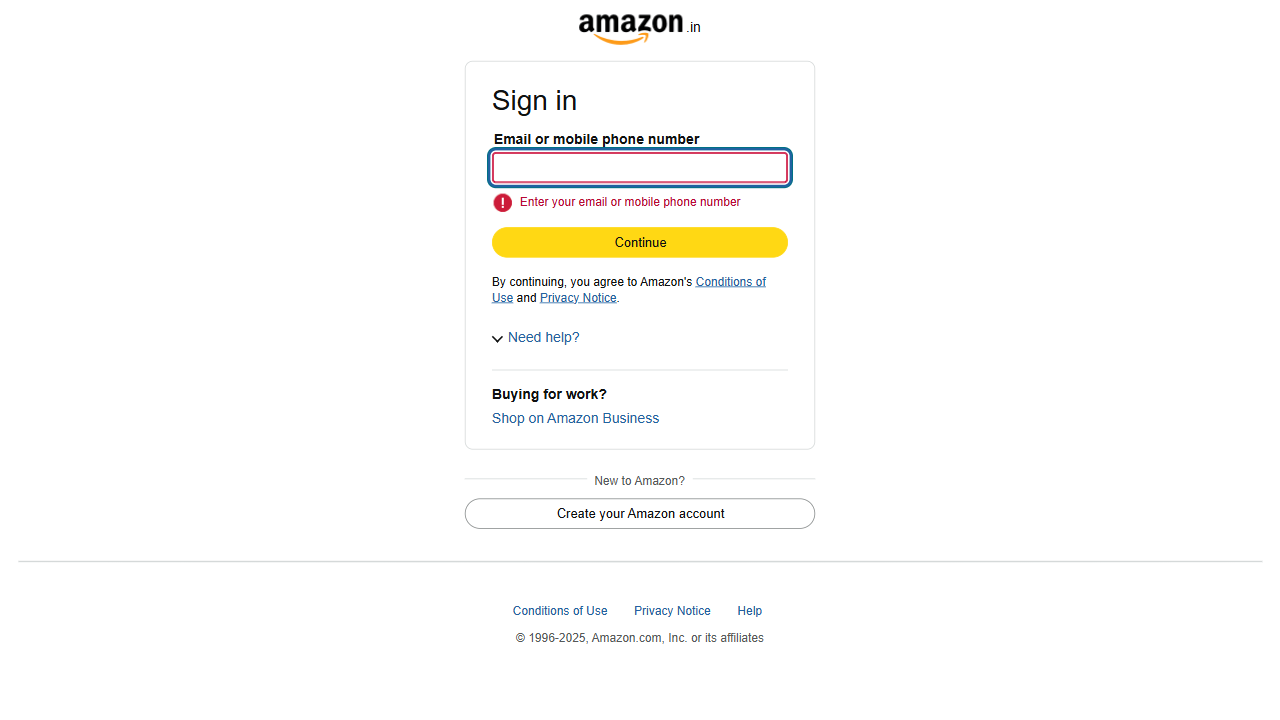 amazon.in
Sign in
Email or mobile phone number
! Enter your email or mobile phone number
Continue
By continuing, you agree to Amazon's Conditions of
Use and Privacy Notice.
Need help?
Buying for work?
Shop on Amazon Business
New to Amazon?
Create your Amazon account
Conditions of Use Privacy Notice Help
© 1996-2025, Amazon.com, Inc. or its affiliates